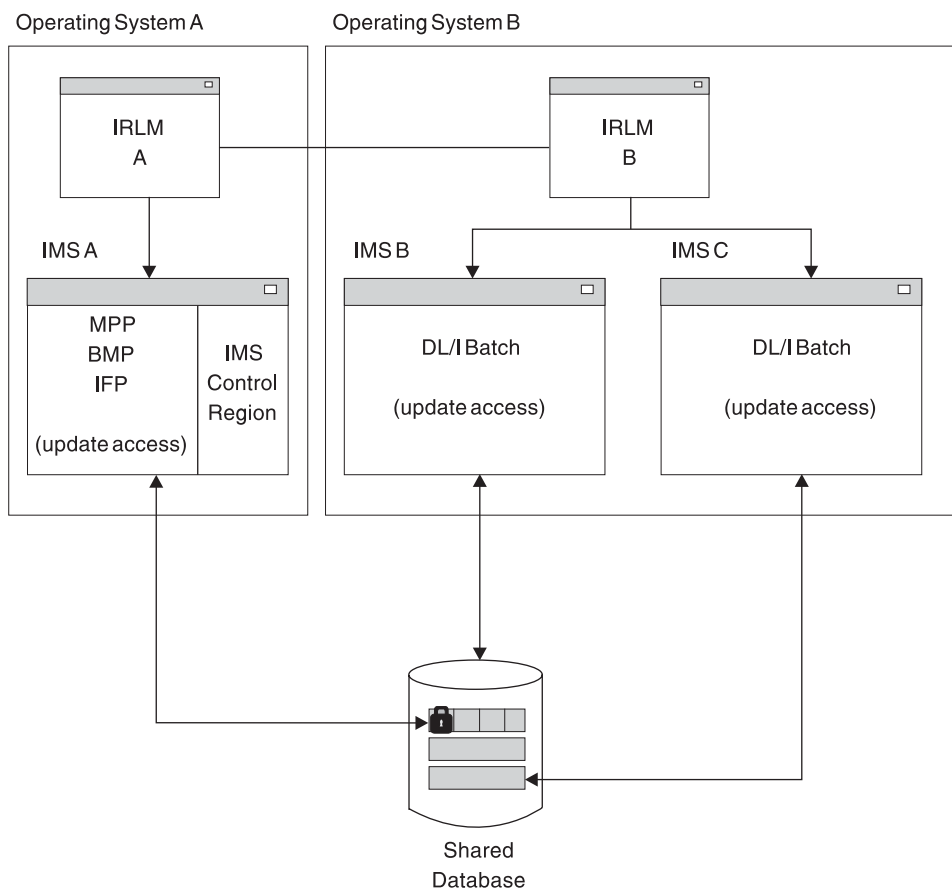 Operating System A
Operating System B
IRLM
A
IRLM
B
IMS A
IMS B
IMS C
MPP
BMP
IFP
(update access)
IMS
Control
Region
DL/I Batch
(update access)
DL/I Batch
(update access)
Shared
Database